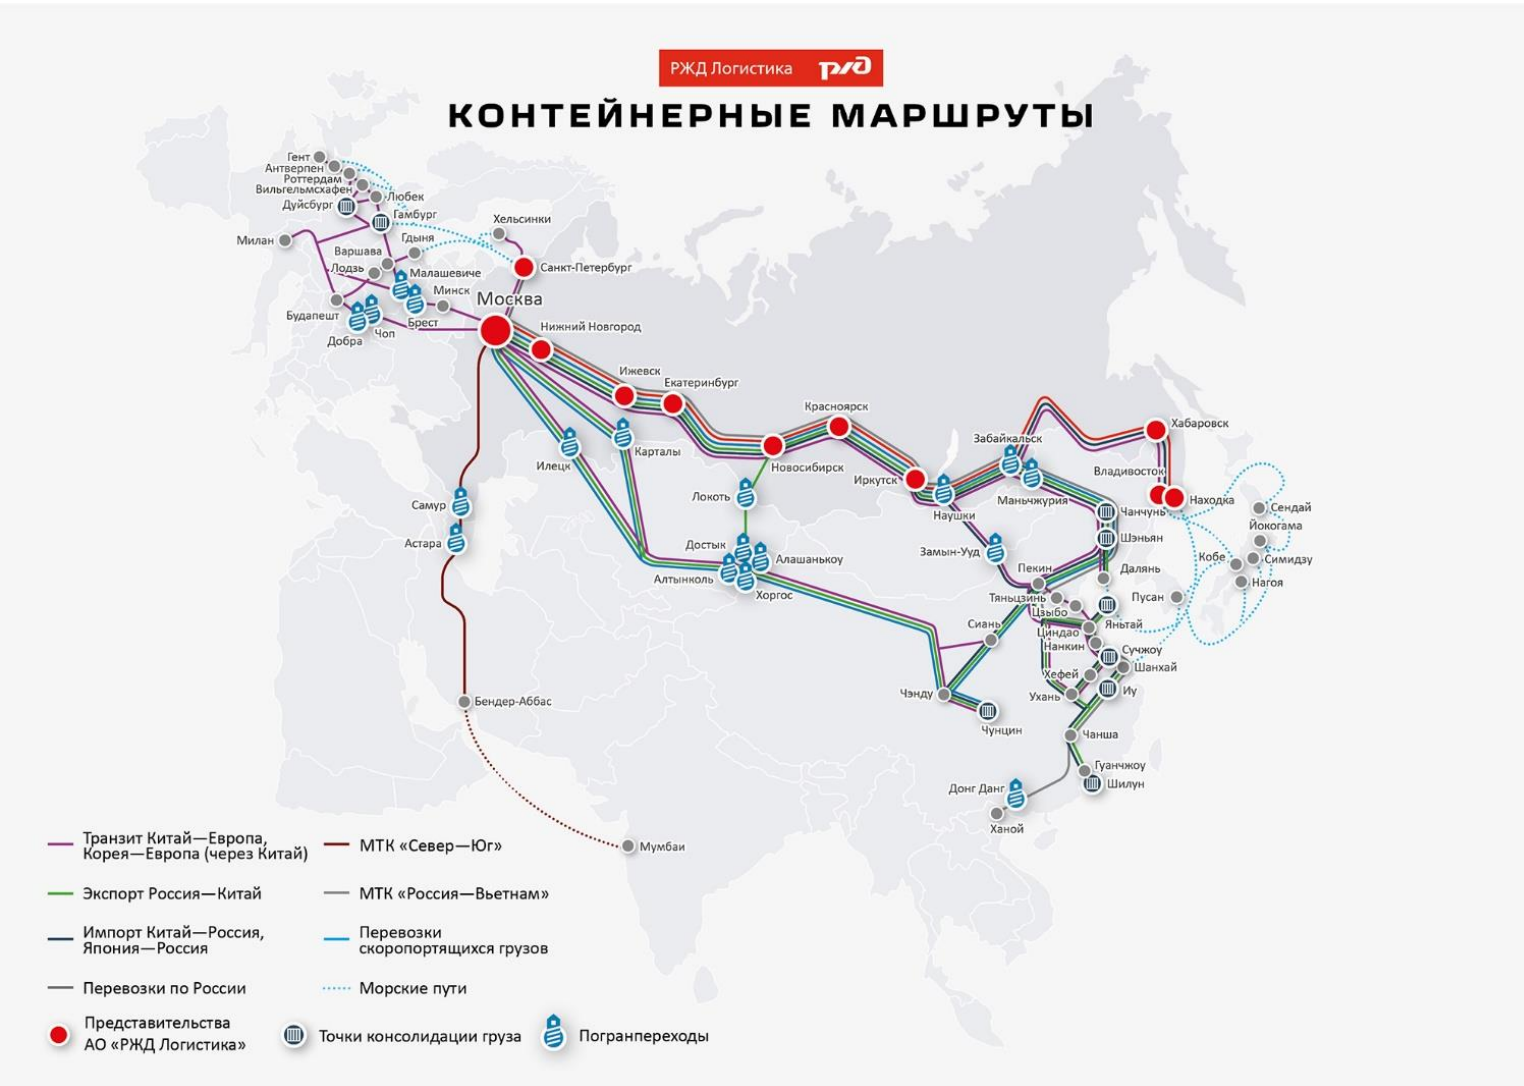 РЖД Логистика РЖД
КОНТЕЙНЕРНЫЕ МАРШРУТЫ
Гент
Антверпен
Роттердам
Вильгельмсхафен
Любек
Дуйсбург
Гамбург
Милан
Хельсинки
Гдыня
Варшава
Лодзь
Малашевиче
Санкт-Петербург
Минск
Москва
Будапешт
Брест
Чоп
Добра
Нижний Новгород
Ижевск
Екатеринбург
Красноярск
Хабаровск
Забайкальск
Илецк
Карталы
Новосибирск
Иркутск
Владивосток
Находка
Локоть
Маньчжурия
Наушки
Чанчунь
Сендай
Самур
Йокогама
Шэньян
Астара
Достык
Алашанькоу
Замын-Ууд
Кобе
Симидзу
Алтынколь
Хоргос
Пекин
Далянь
Нагоя
Тяньцзинь
Пусан
Цзыбо
Яньтай
Сиань
Циндао
Нанкин
Сучжоу
Шанхай
Хефей
Чэнду
Ухань
Иу
Бендер-Аббас
Чунцин
Чанша
Гуанчжоу
Шилун
Донг Данг
Ханой
Мумбаи
Транзит Китай—Европа,
Корея—Европа (через Китай)
МТК «Север—Юг»
Экспорт Россия—Китай
МТК «Россия—Вьетнам»
Импорт Китай—Россия,
Япония—Россия
Перевозки
скоропортящихся грузов
Перевозки по России
Морские пути
Представительства
АО «РЖД Логистика»
Точки консолидации груза
Погранпереходы